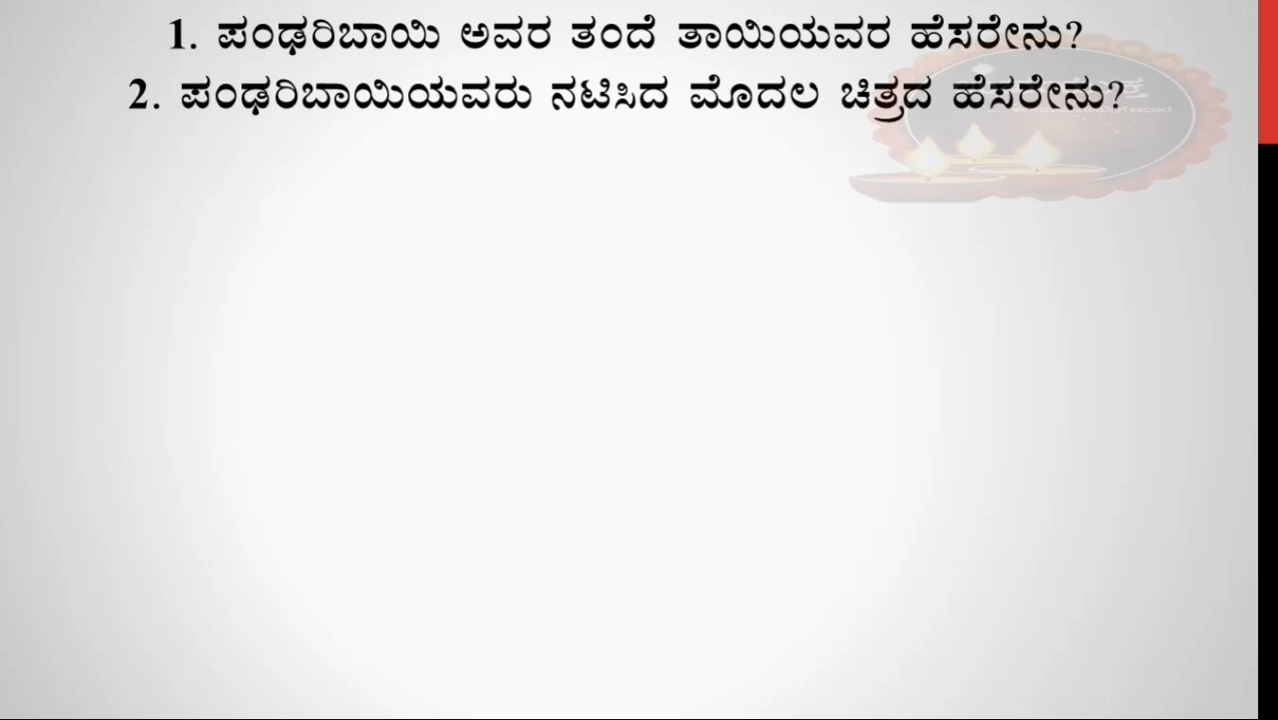 1. ಪಂಢರಿಬಾಯಿ ಅವರ ತಂದೆ ತಾಯಿಯವರ ಹೆಸರೇನು?
2. ಪಂಢರಿಬಾಯಿಯವರು ನಟಿಸಿದ ಮೊದಲ ಚಿತ್ರದ ಹೆಸರೇನು?